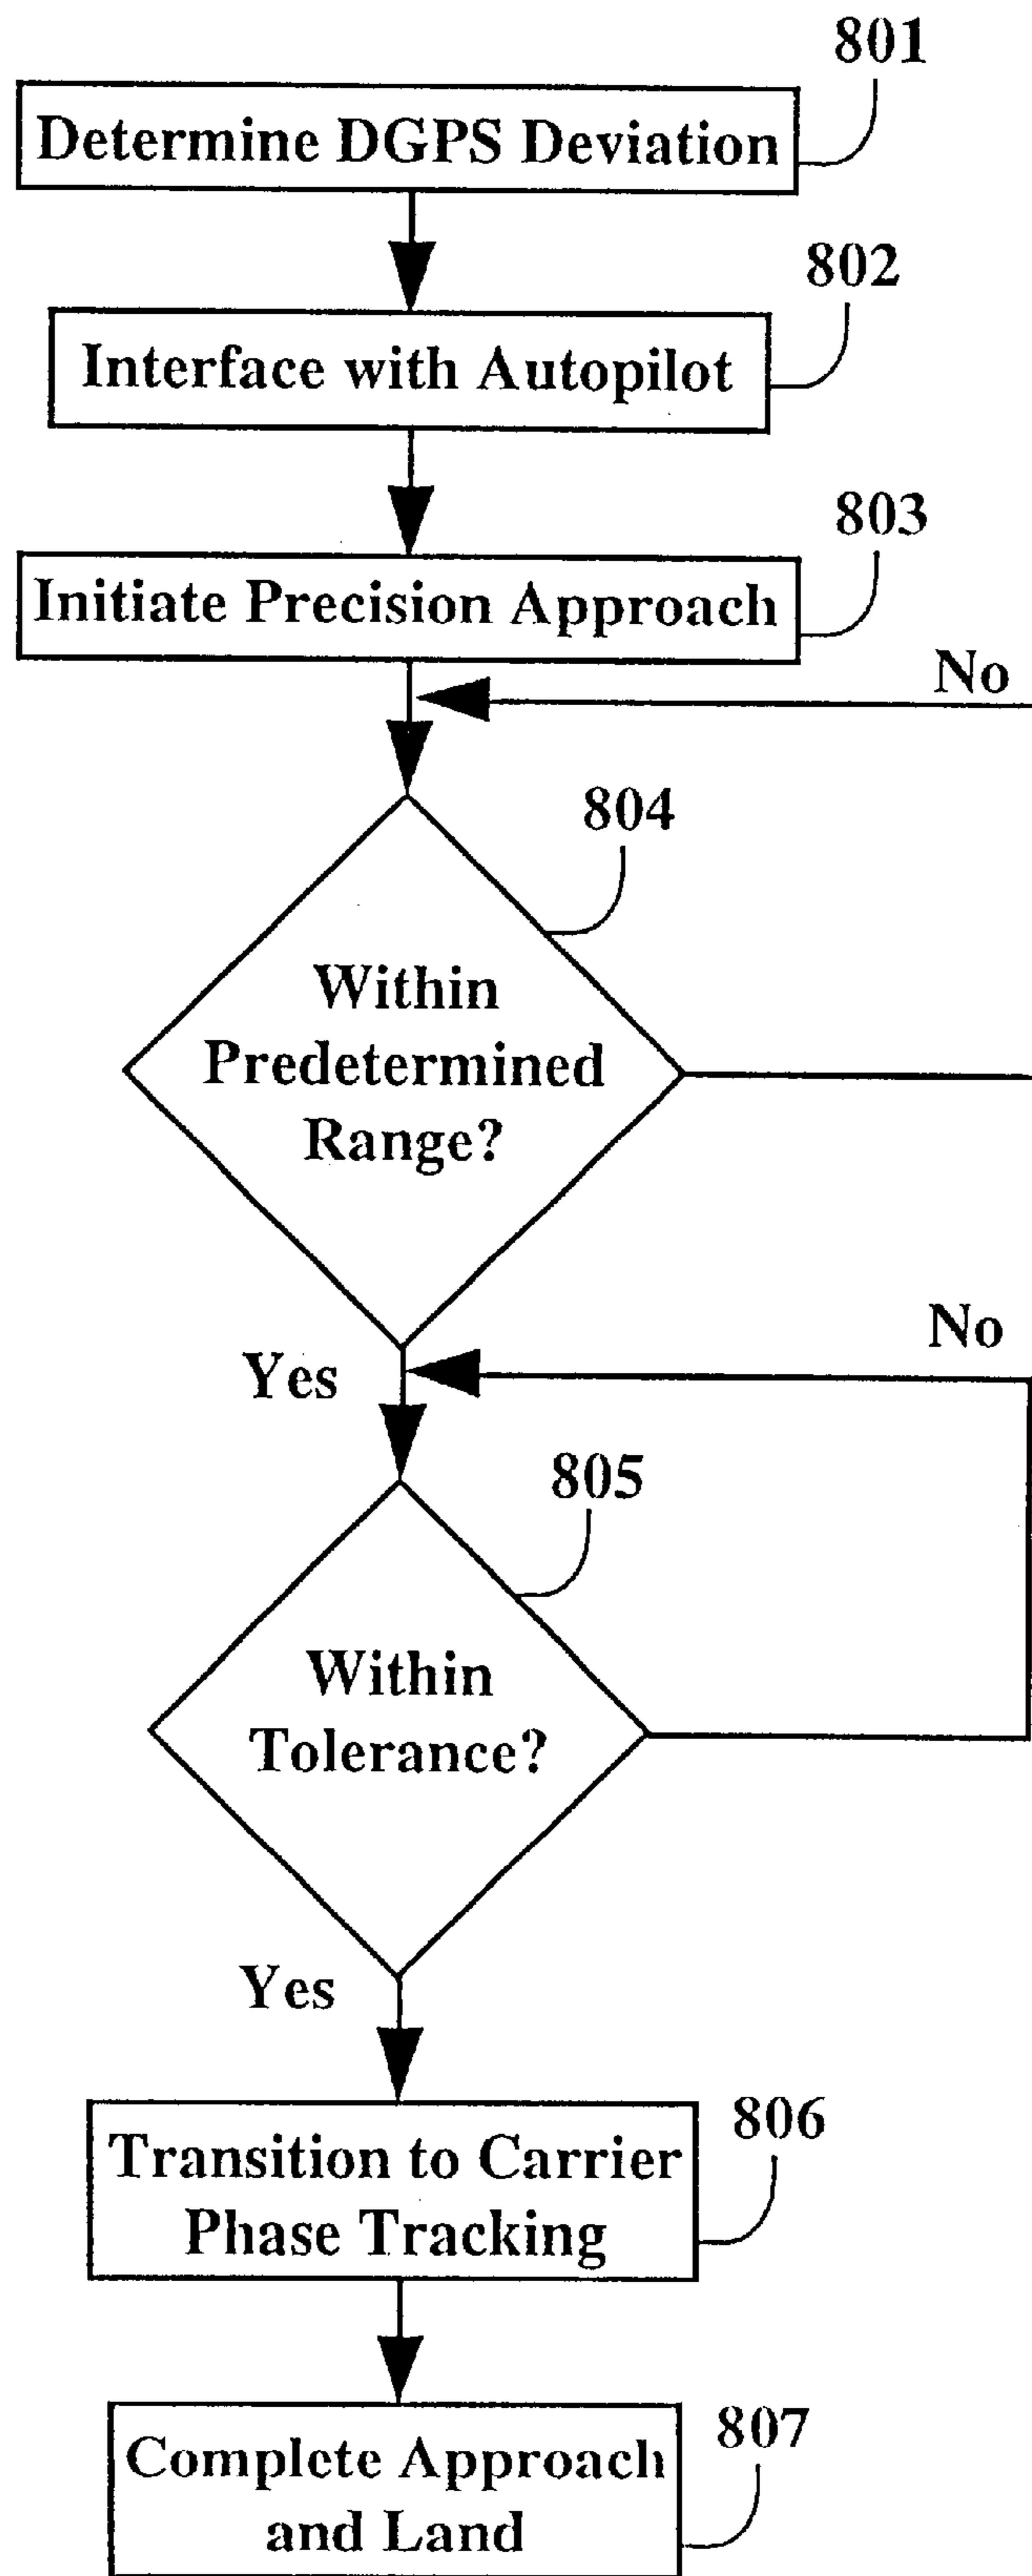 801
Determine DGPS Deviation
802
Interface with Autopilot
803
Initiate Precision Approach
No
804
Within
Predetermined
Range?
No
Yes
805
Within
Tolerance?
Yes
806
Transition to Carrier
Phase Tracking
807
Complete Approach
and Land